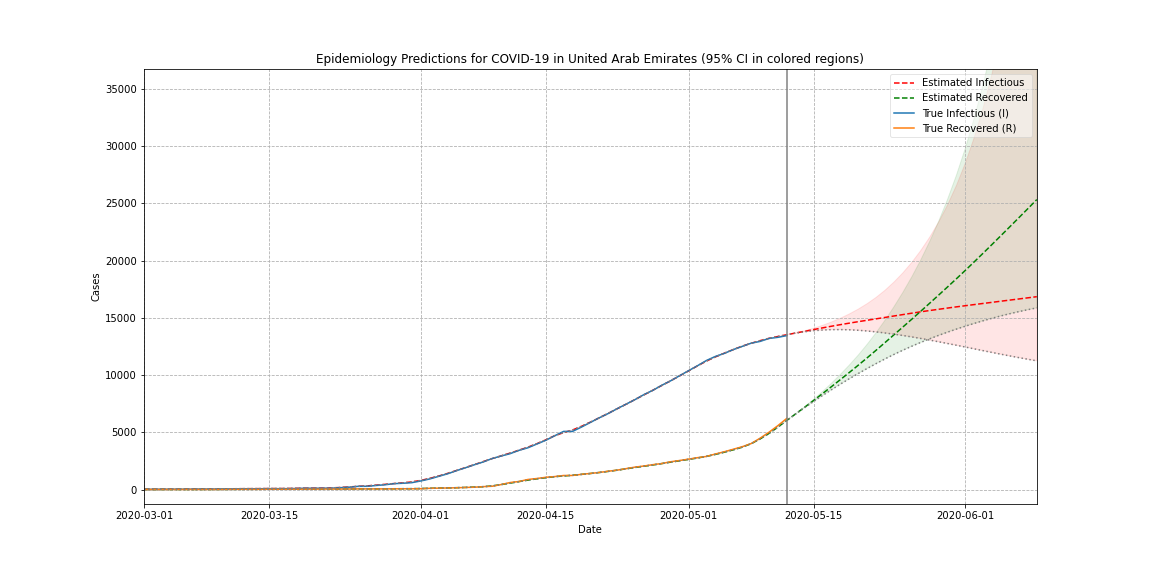 Epidemiology Predictions for COVID-19 in United Arab Emirates (95% CI in colored regions)
Estimated Infectious
Estimated Recovered
True Infectious (I)
True Recovered (R)
35000
30000
25000
20000
15000
10000
5000
0
Cases
2020-03-01
2020-03-15
2020-04-01
2020-04-15
2020-05-01
2020-05-15
2020-06-01
Date